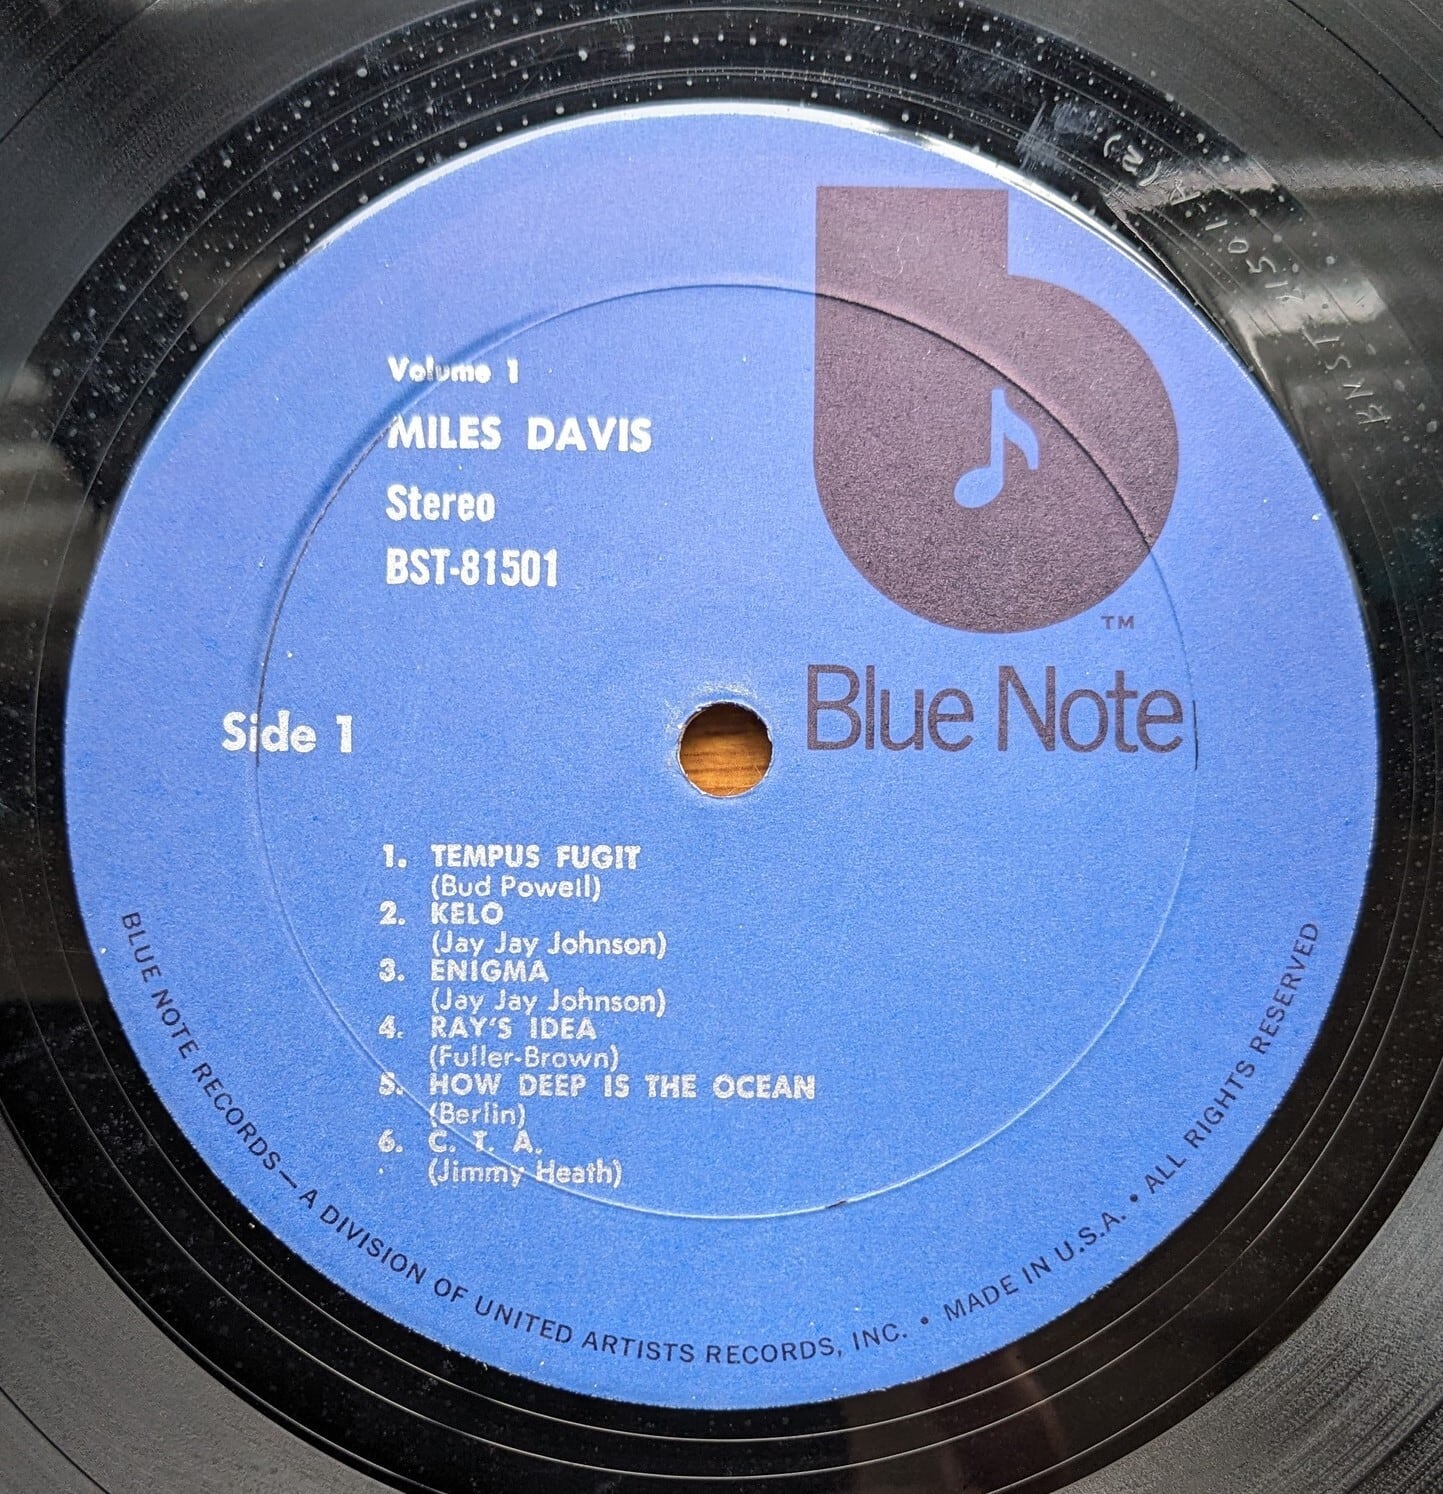 Volume 1
MILES DAVIS
Stereo
BST-81501
TM
Blue Note
Side 1
1. TEMPUS FUGIT
(Bud Powell)
2. KELO
(Jay Jay Johnson)
3. ENIGMA
(Jay Jay Johnson)
4. RAY'S IDEA
(Fuller-Brown)
5. HOW DEEP IS THE OCEAN
(Berlin)
6. C. T. A.
(Jimmy Heath)
BLUE NOTE RECORDS — A DIVISION OF UNITED ARTISTS RECORDS, INC. • MADE IN U.S.A. • ALL RIGHTS RESERVED